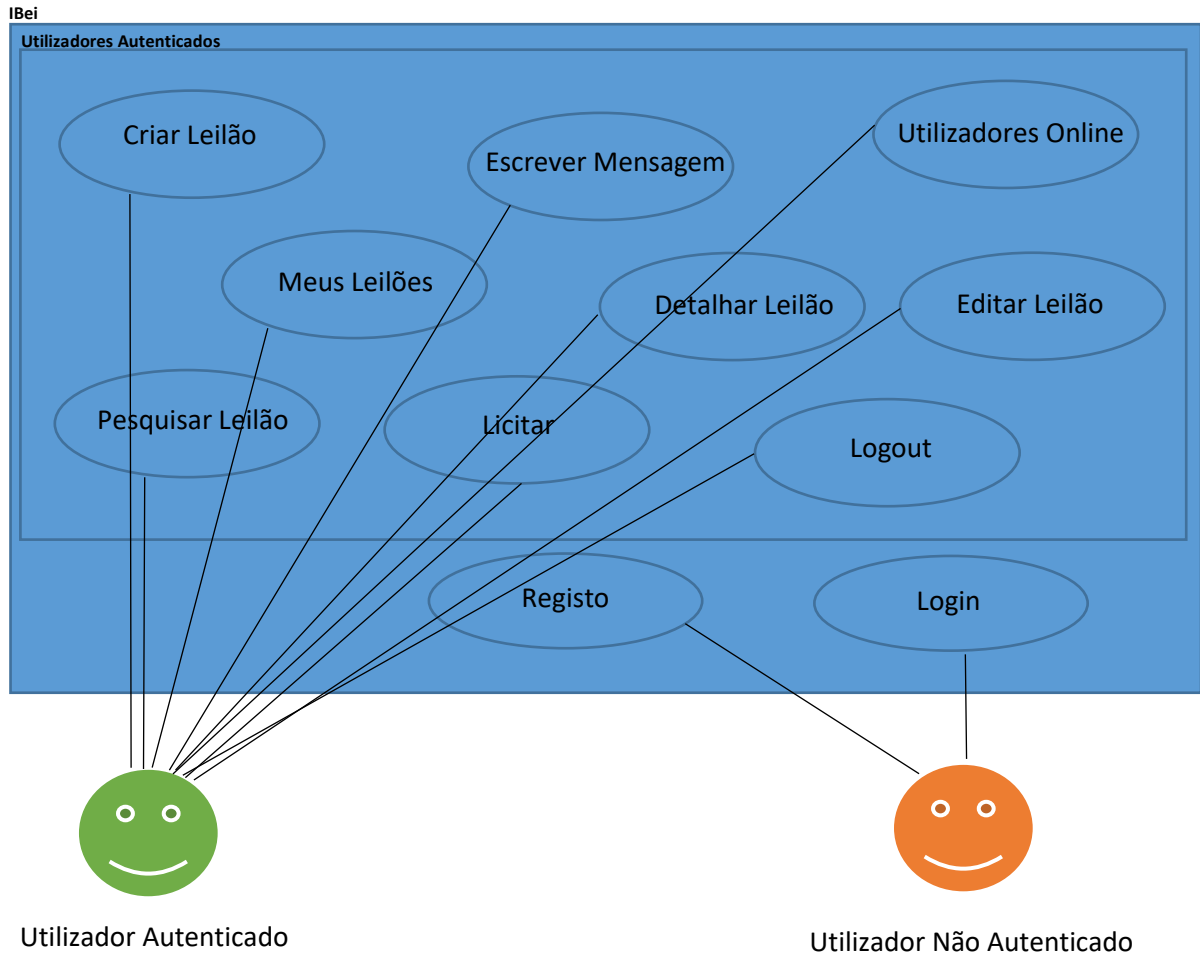 IBei
Utilizadores Autenticados
Criar Leilão
Escrever Mensagem
Utilizadores Online
Meus Leilões
Detalhar Leilão
Editar Leilão
Pesquisar Leilão
Licitar
Logout
Registo
Login
Utilizador Autenticado
Utilizador Não Autenticado